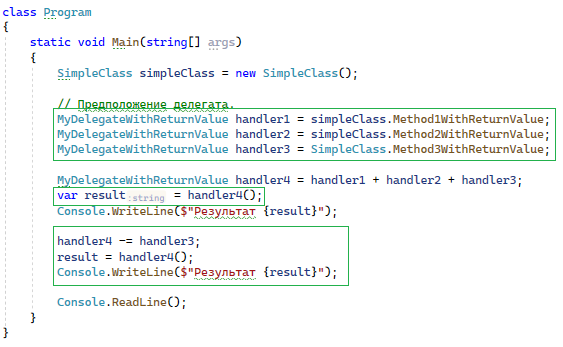 class Program
{
    static void Main(string[] args)
    {
        SimpleClass simpleClass = new SimpleClass();

        // Предположение делегата.
        MyDelegateWithReturnValue handler1 = simpleClass.Method1WithReturnValue;
        MyDelegateWithReturnValue handler2 = simpleClass.Method2WithReturnValue;
        MyDelegateWithReturnValue handler3 = SimpleClass.Method3WithReturnValue;

        MyDelegateWithReturnValue handler4 = handler1 + handler2 + handler3;
        var result :string = handler4();
        Console.WriteLine($"Результат {result}");

        handler4 -= handler3;
        result = handler4();
        Console.WriteLine($"Результат {result}");

        Console.ReadLine();
    }
}